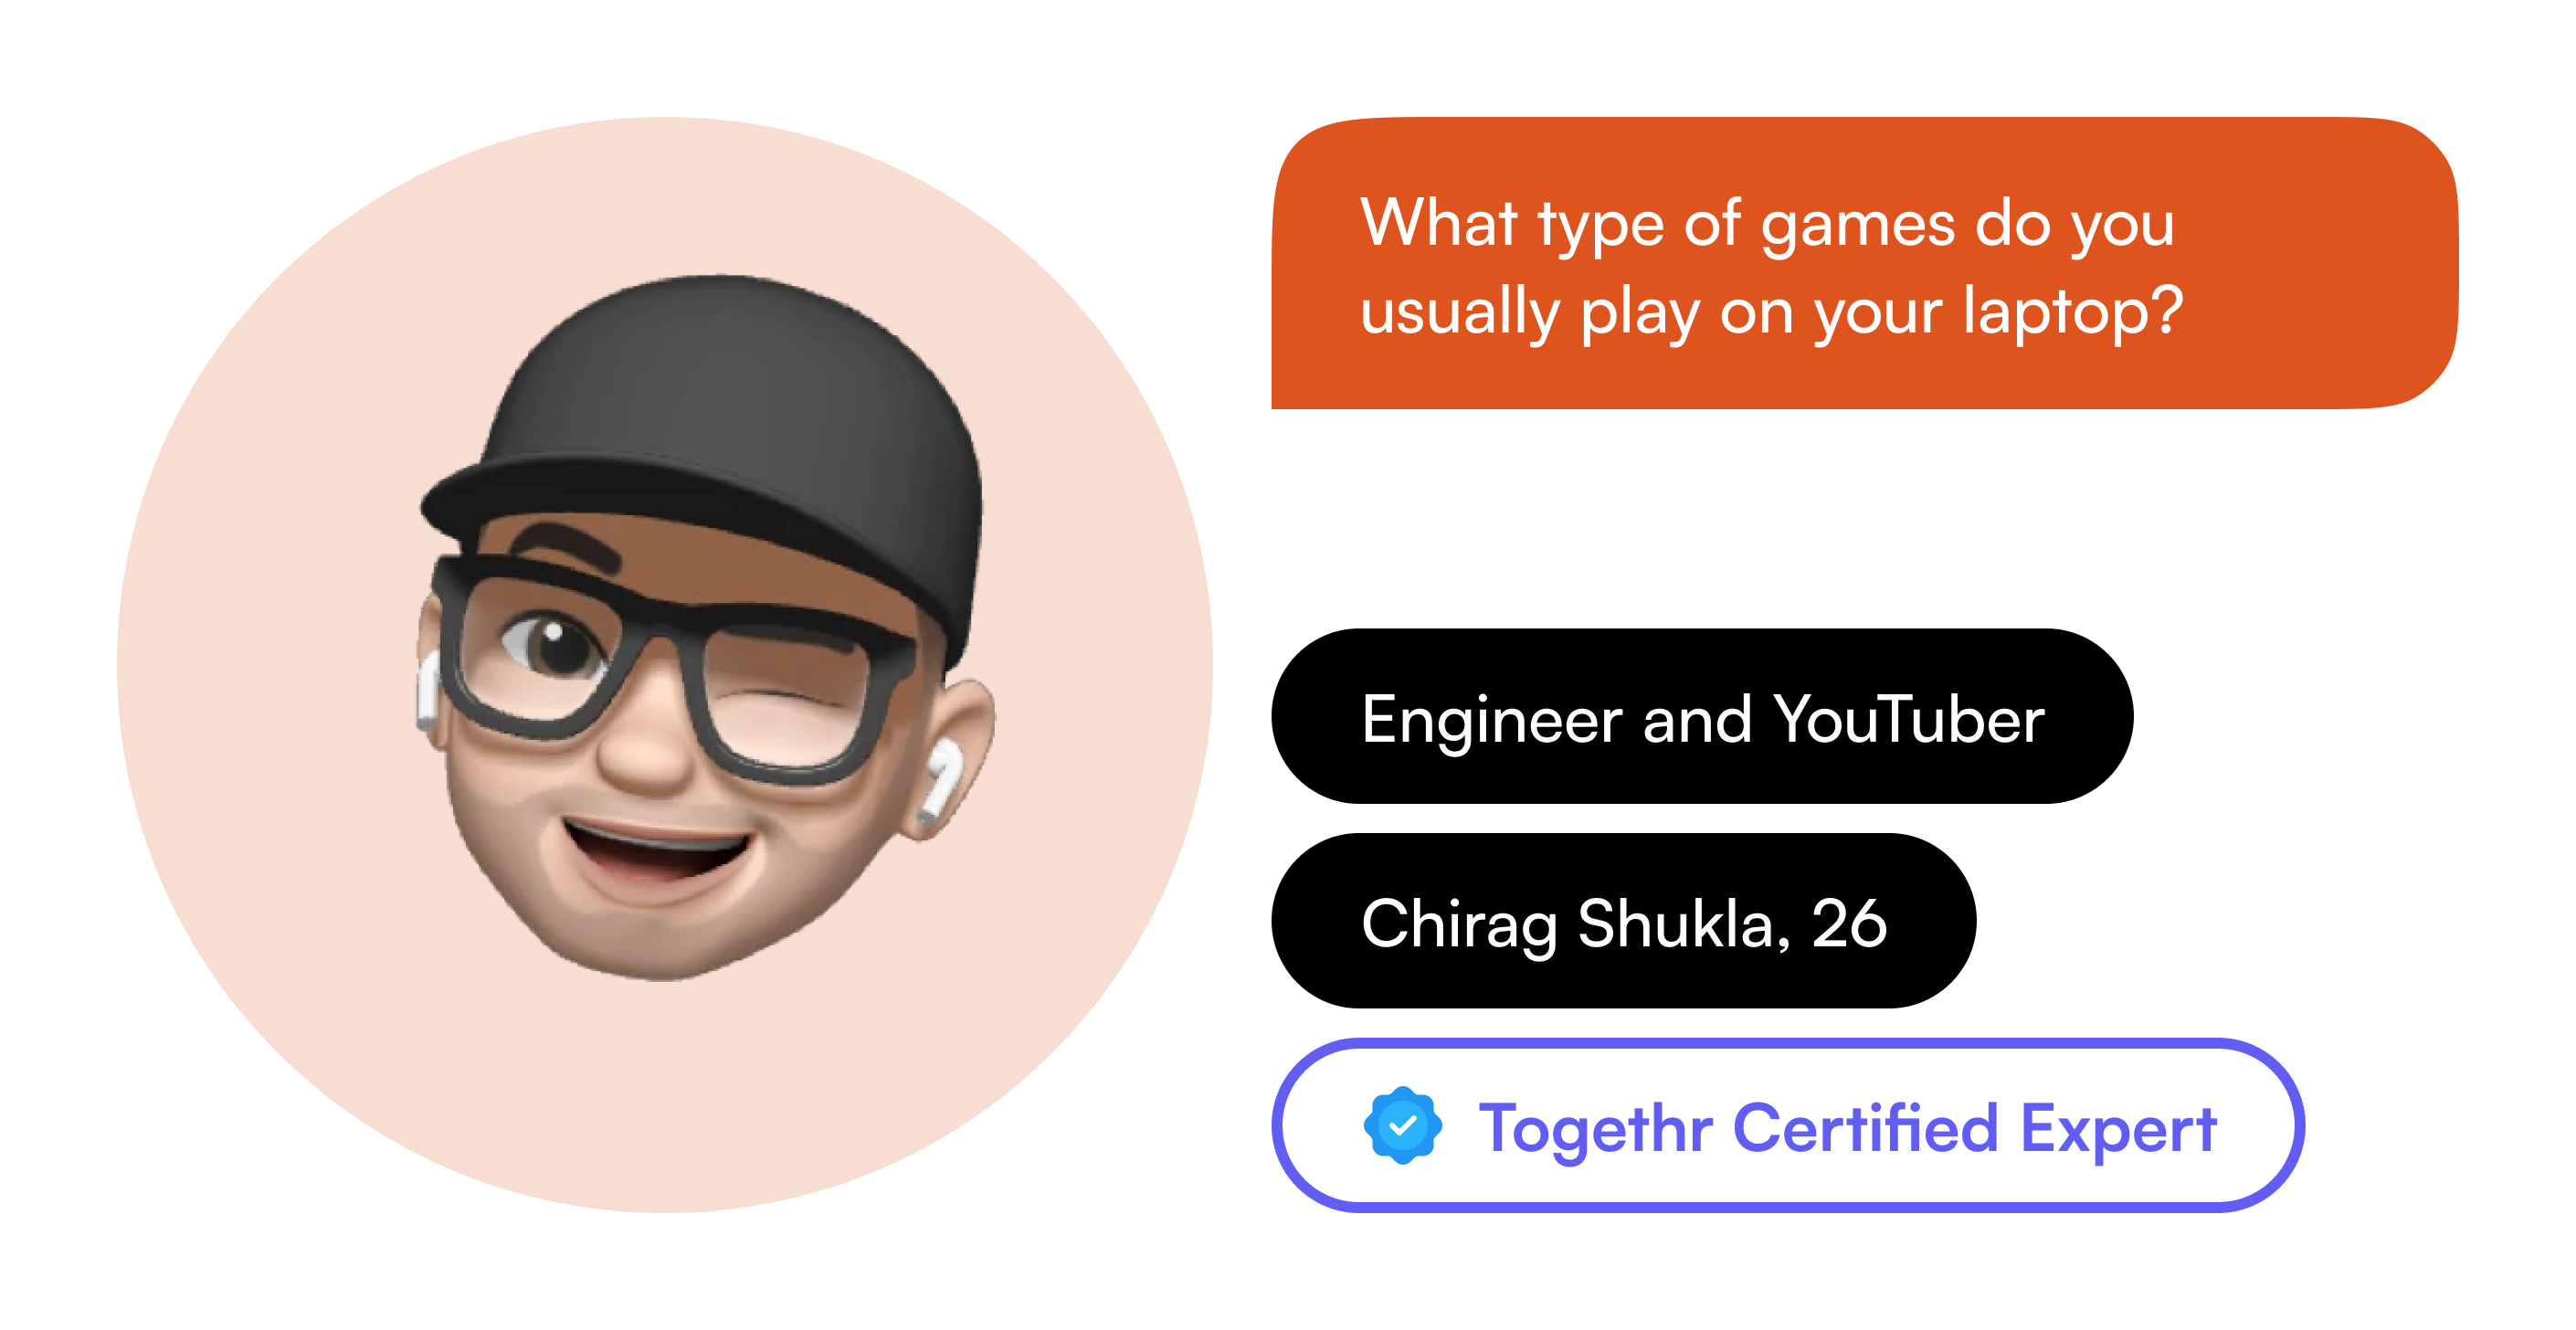 What type of games do you
usually play on your laptop?
Engineer and YouTuber
Chirag Shukla, 26
Togethr Certified Expert